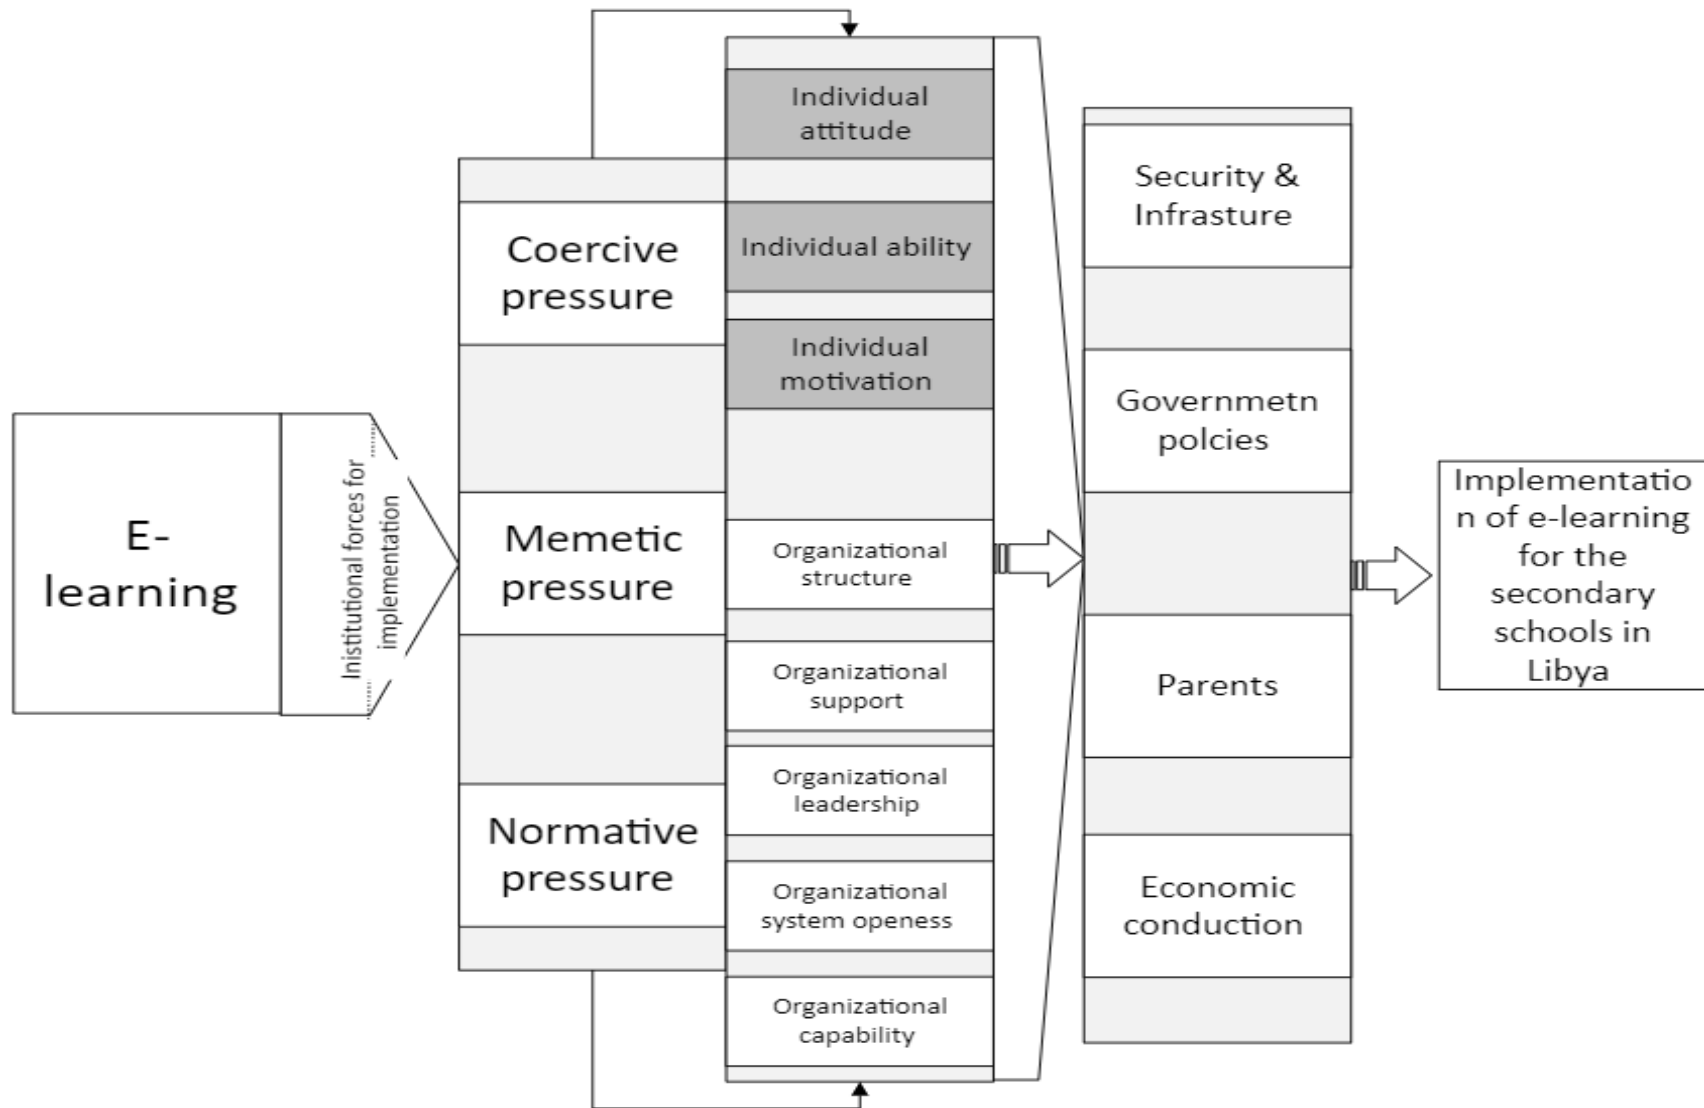 E-
learning
Inistitutional forces for
implementation
Coercive
pressure
Memetic
pressure
Normative
pressure
Individual
attitude
Individual ability
Individual
motivation
Organizational
structure
Organizational
support
Organizational
leadership
Organizational
system openess
Organizational
capability
Security &
Infrasture
Governmetn
polcies
Parents
Economic
conduction
Implementatio
n of e-learning
for the
secondary
schools in
Libya